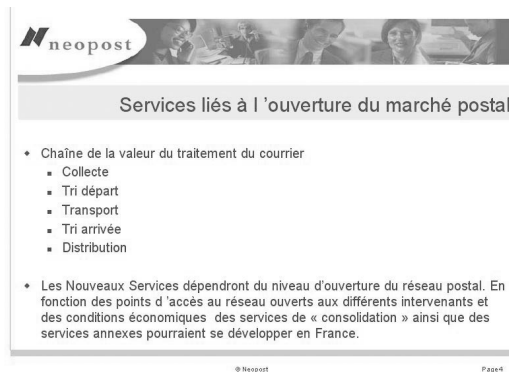 neopost
Services liés à l ’ouverture du marché postal
Chaîne de la valeur du traitement du courrier
Collecte
Tri départ
Transport
Tri arrivée
Distribution
Les Nouveaux Services dépendront du niveau d’ouverture du réseau postal. En
fonction des points d ’accès au réseau ouverts aux différents intervenants et
des conditions économiques des services de « consolidation » ainsi que des
services annexes pourraient se développer en France.
© Neopost
Page4